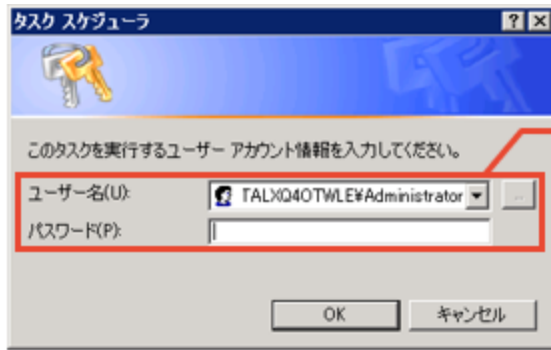 タスク スケジューラ
このタスクを実行するユーザー アカウント情報を入力してください。
ユーザー名(U):
TALXQ4OTWLE¥Administrator
...
パスワード(P):
OK
キャンセル